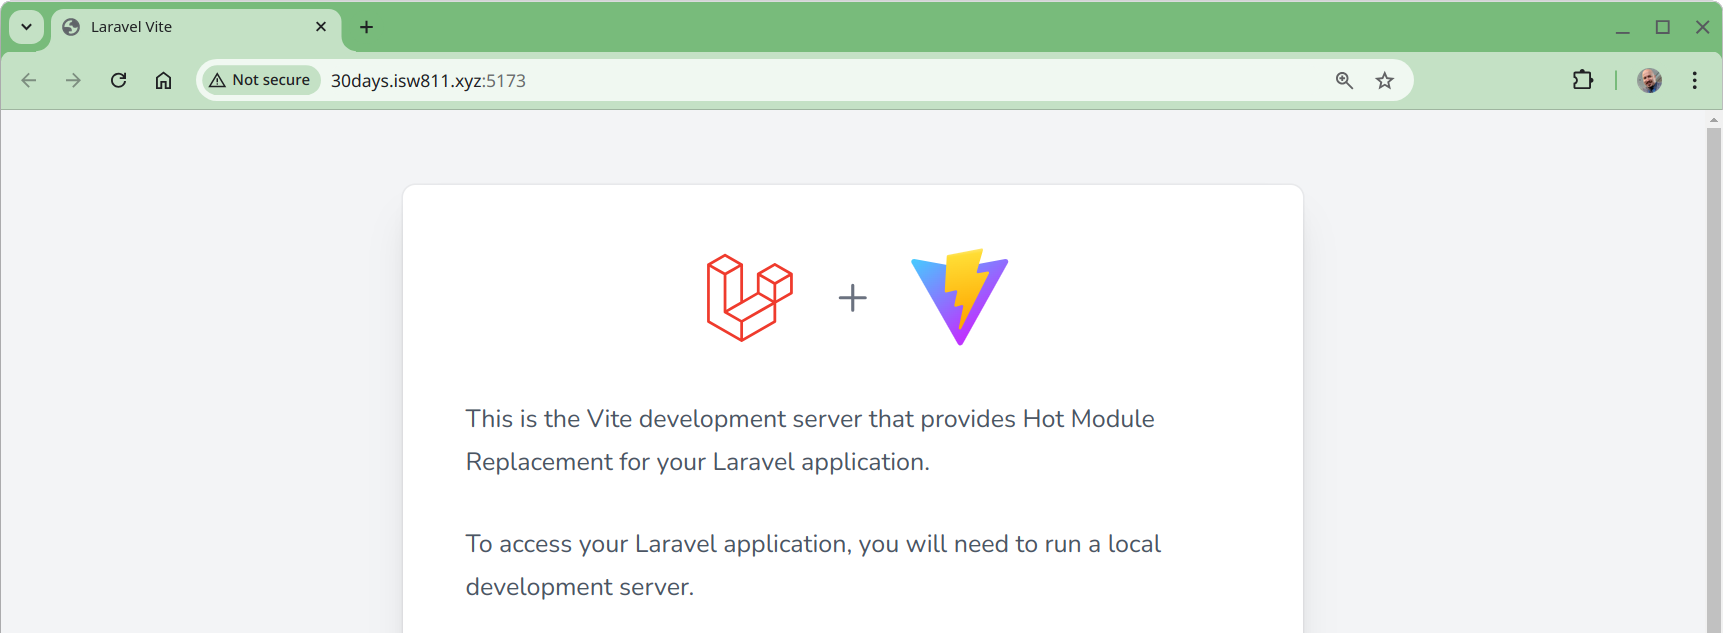 Laravel Vite
Not secure
30days.isw811.xyz:5173
This is the Vite development server that provides Hot Module
Replacement for your Laravel application.
To access your Laravel application, you will need to run a local
development server.